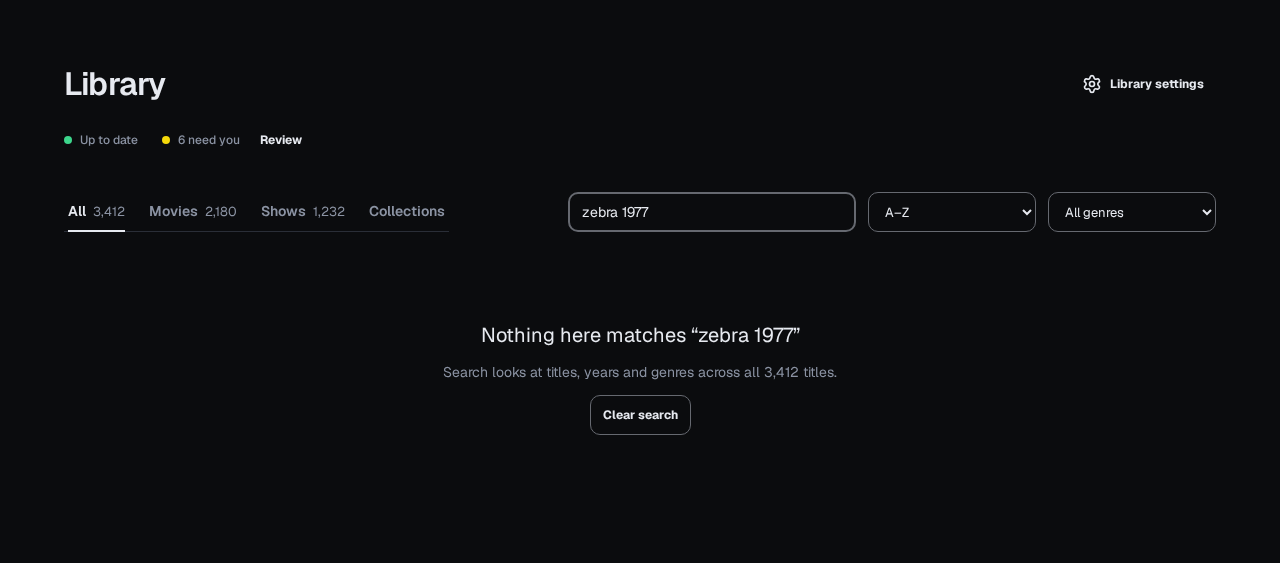 Library
Library settings
Up to date
6 need you
Review
All 3,412
Movies 2,180
Shows 1,232
Collections
zebra 1977
A–Z
All genres
Nothing here matches “zebra 1977”
Search looks at titles, years and genres across all 3,412 titles.
Clear search